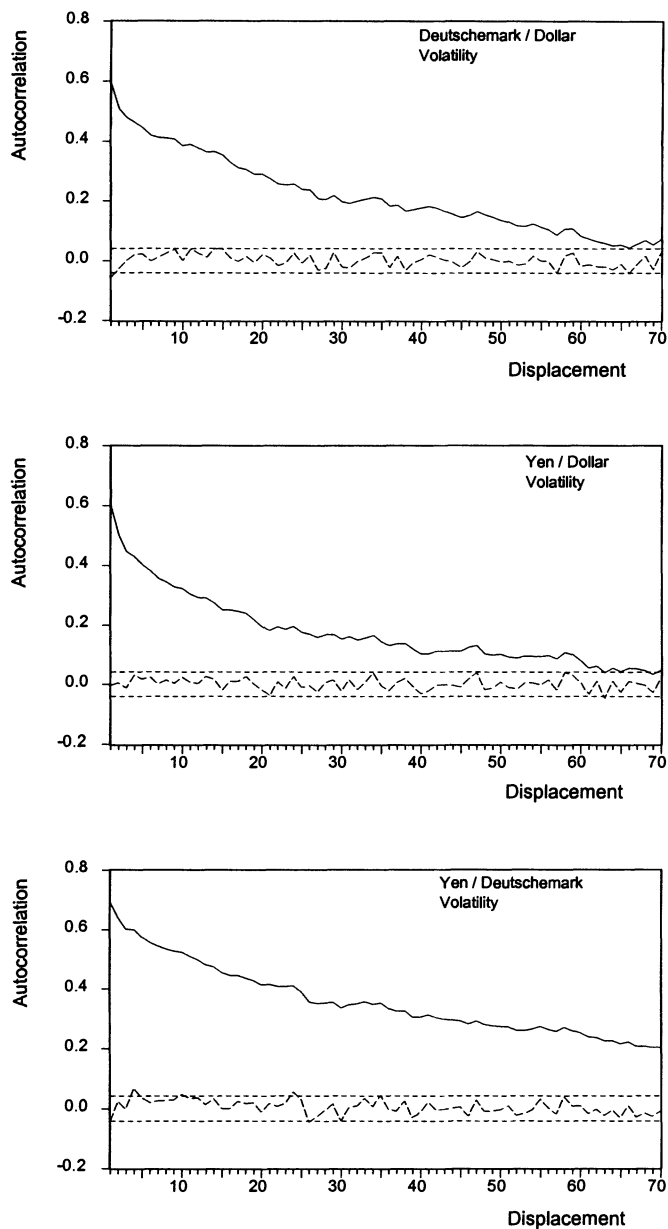 Autocorrelation
0.8
0.6
0.4
0.2
0.0
-0.2
Deutschemark / Dollar
Volatility
10 20 30 40 50 60 70
Displacement
Autocorrelation
0.8
0.6
0.4
0.2
0.0
-0.2
Yen / Dollar
Volatility
10 20 30 40 50 60 70
Displacement
Autocorrelation
0.8
0.6
0.4
0.2
0.0
-0.2
Yen / Deutschemark
Volatility
10 20 30 40 50 60 70
Displacement